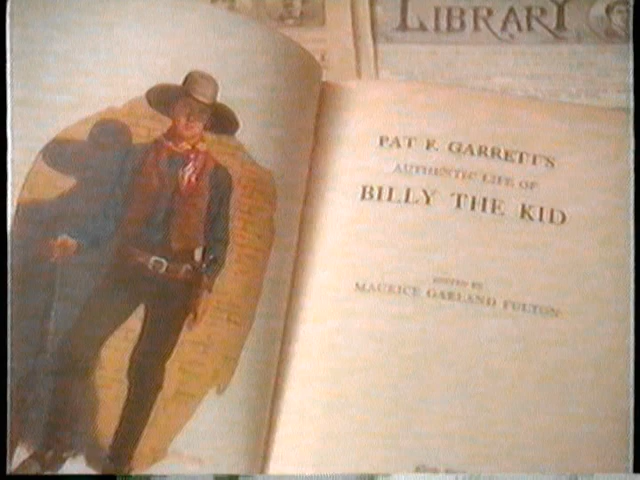 LIBRARY
PAT F. GARRETT'S
AUTHENTIC LIFE OF
BILLY THE KID
EDITED BY
MAURICE GARLAND FULTON